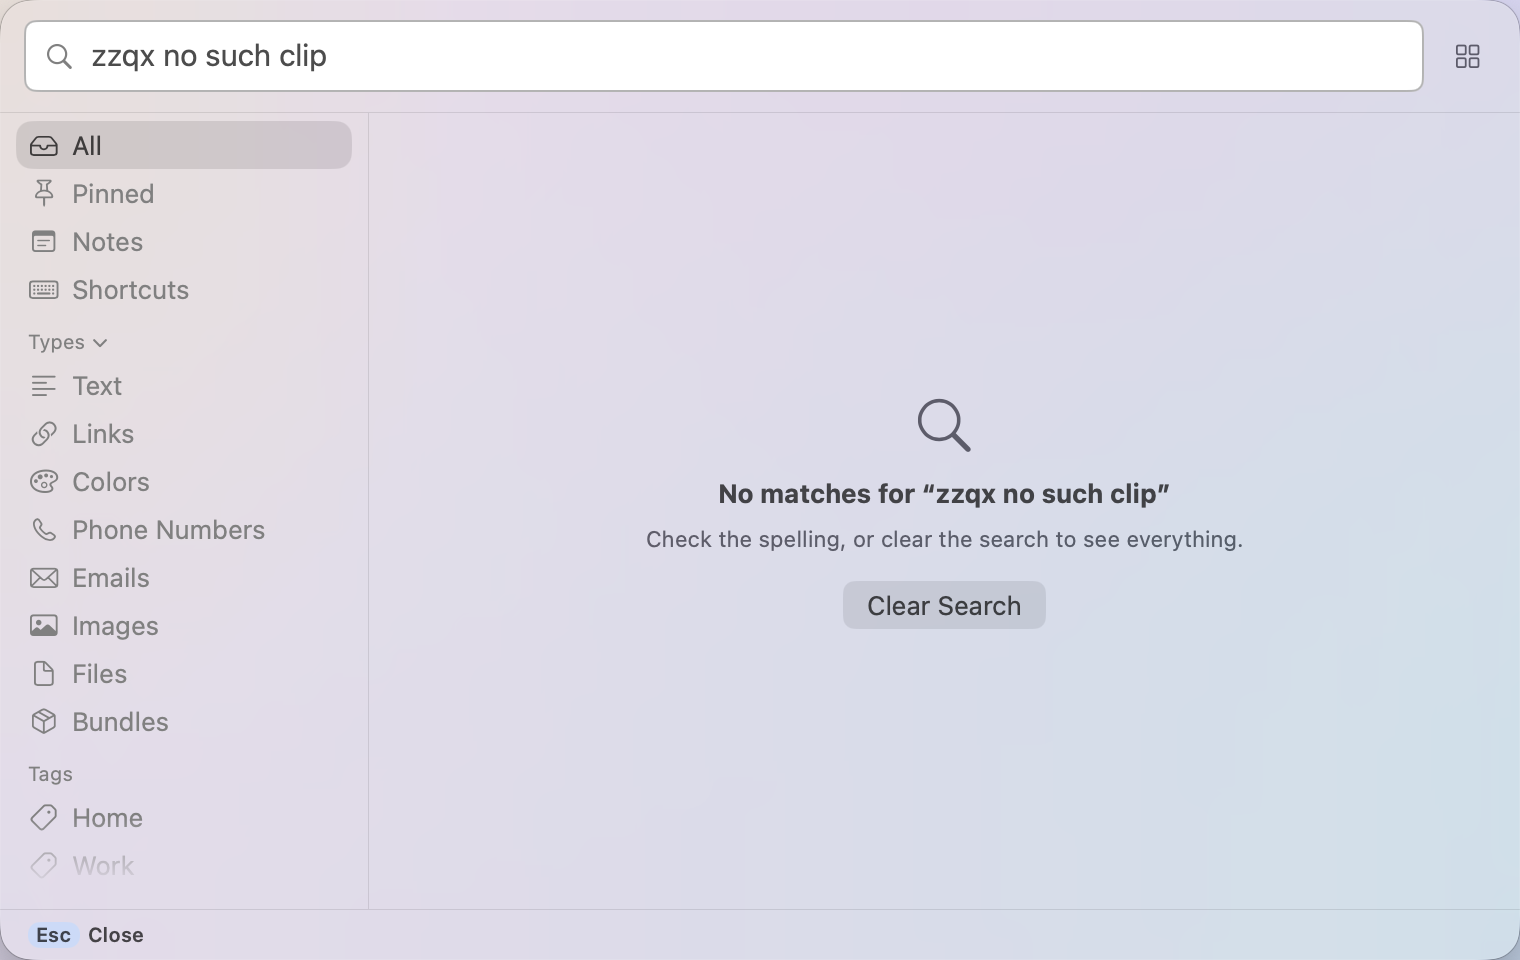 zzqx no such clip
All
Pinned
Notes
Shortcuts
Types
Text
Links
Colors
Phone Numbers
Emails
Images
Files
Bundles
Tags
Home
Work
No matches for “zzqx no such clip”
Check the spelling, or clear the search to see everything.
Clear Search
Esc Close